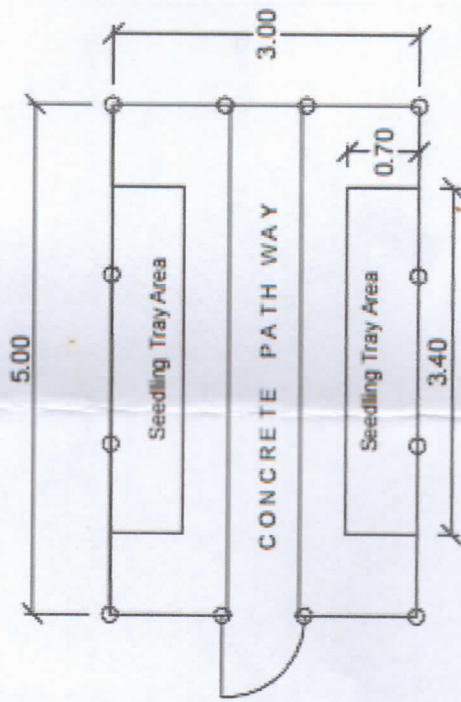 5.00
3.00
Seedling Tray Area
CONCRETE PATH WAY
Seedling Tray Area
0.70
3.40